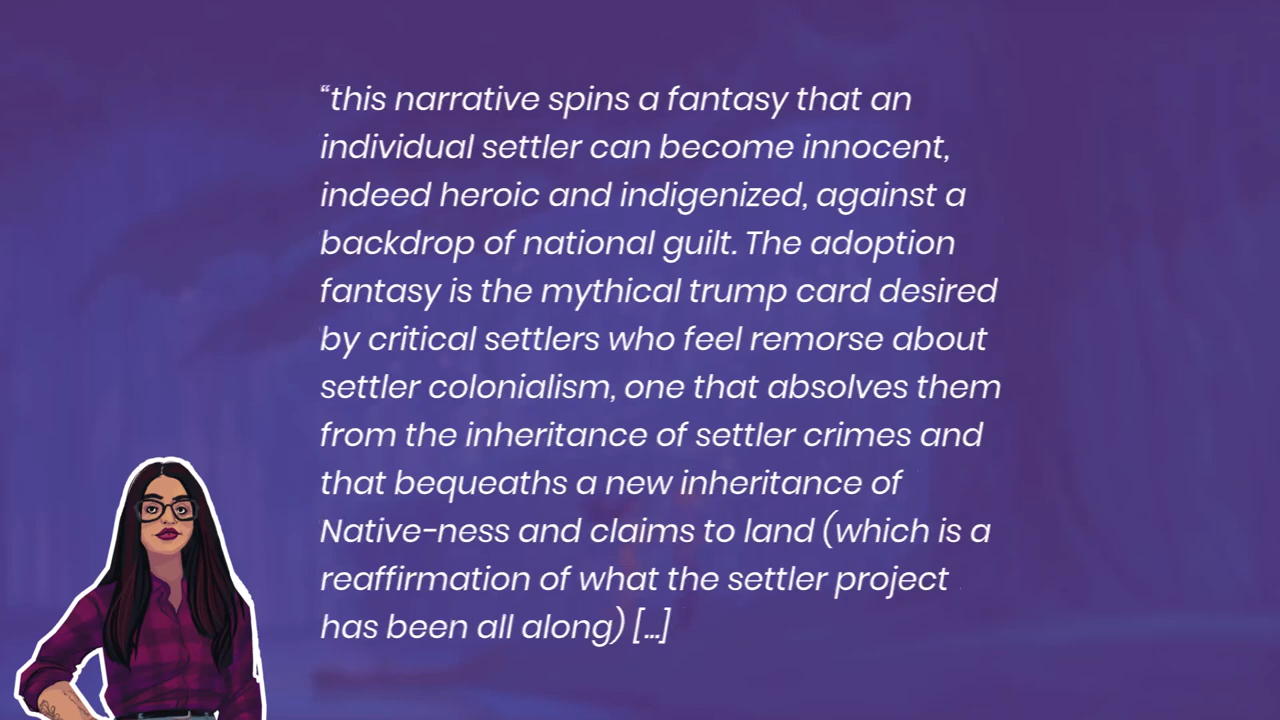 “this narrative spins a fantasy that an
individual settler can become innocent,
indeed heroic and indigenized, against a
backdrop of national guilt. The adoption
fantasy is the mythical trump card desired
by critical settlers who feel remorse about
settler colonialism, one that absolves them
from the inheritance of settler crimes and
that bequeaths a new inheritance of
Native-ness and claims to land (which is a
reaffirmation of what the settler project
has been all along) [...]